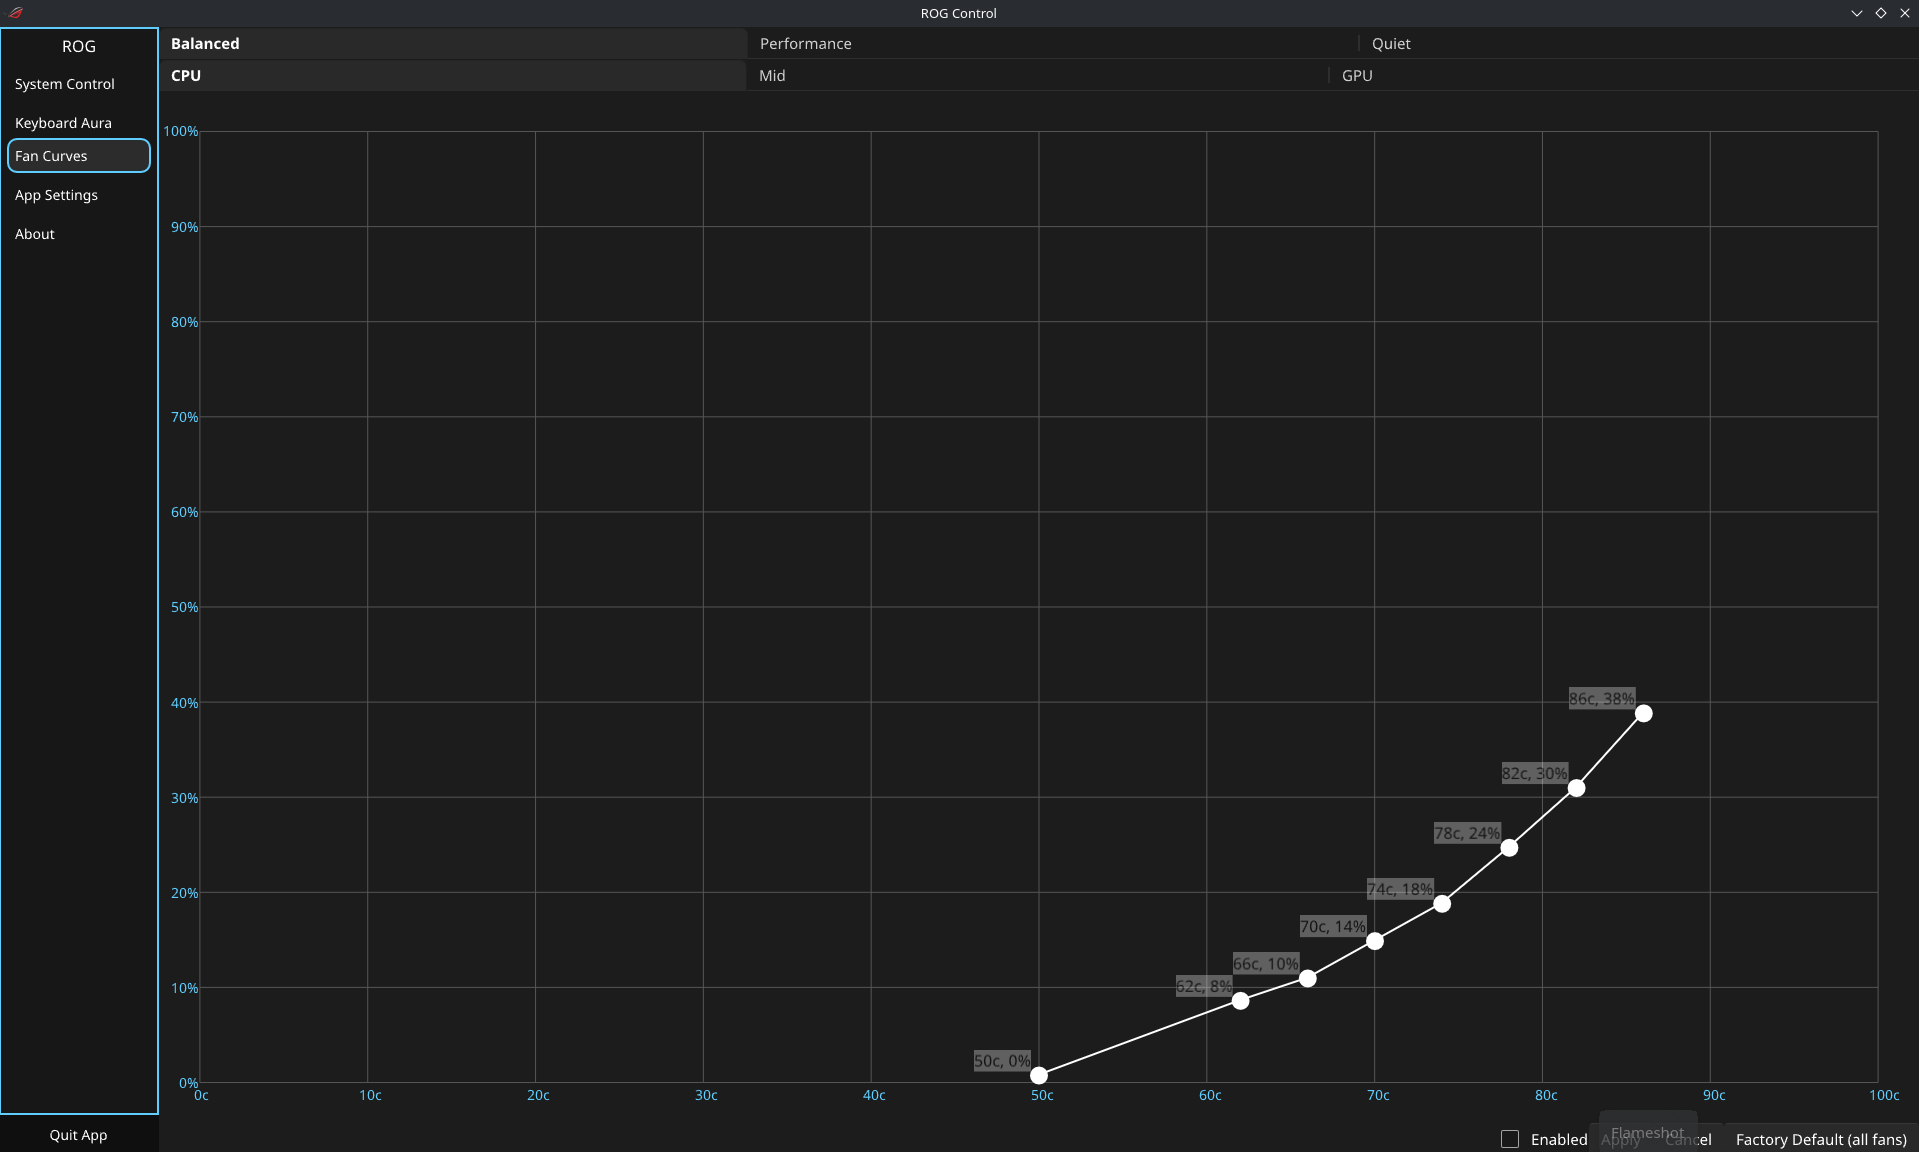 ROG Control
ROG
System Control
Keyboard Aura
Fan Curves
App Settings
About
Quit App
Balanced
Performance
Quiet
CPU
Mid
GPU
100%
90%
80%
70%
60%
50%
40%
30%
20%
10%
0%
86c, 38%
82c, 30%
78c, 24%
74c, 18%
70c, 14%
66c, 10%
62c, 8%
50c, 0%
0c 10c 20c 30c 40c 50c 60c 70c 80c 90c 100c
Flameshot
Enabled Apply Cancel Factory Default (all fans)